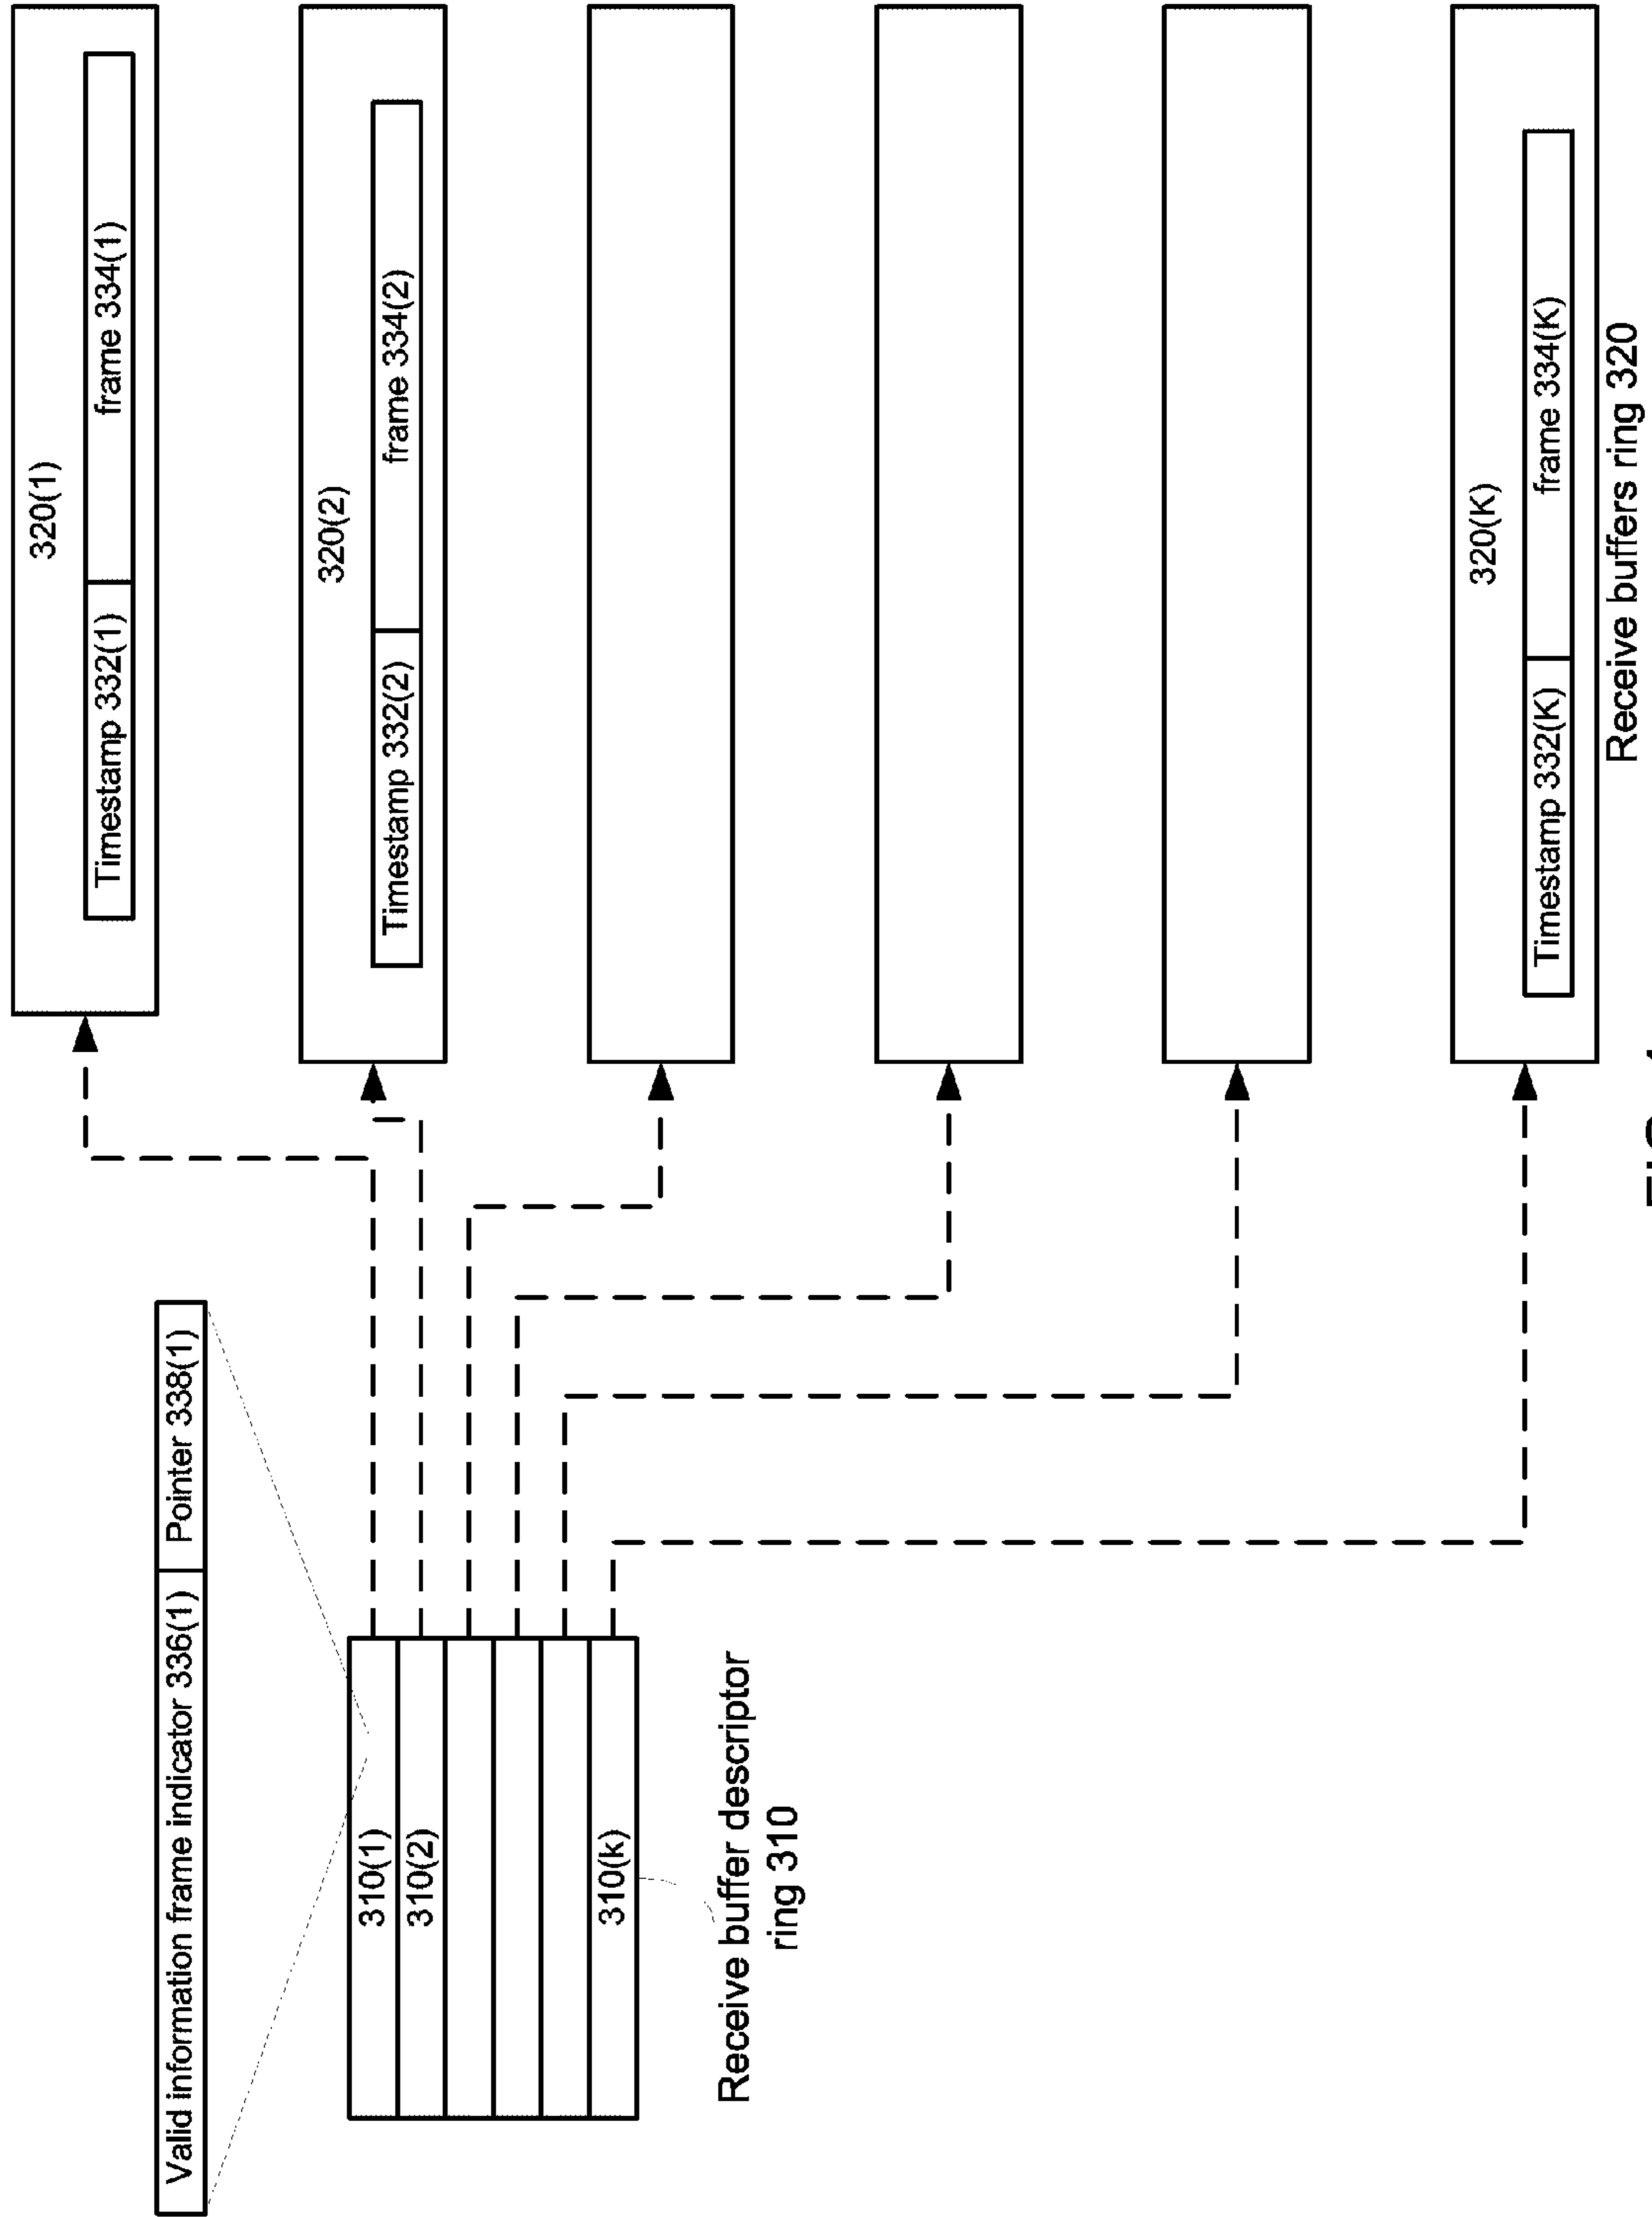 Valid information frame indicator 336(1) Pointer 338(1)
310(1)
310(2)
310(k)
Receive buffer descriptor
ring 310
320(1)
Timestamp 332(1) frame 334(1)
320(2)
Timestamp 332(2) frame 334(2)
320(K)
Timestamp 332(K) frame 334(K)
Receive buffers ring 320